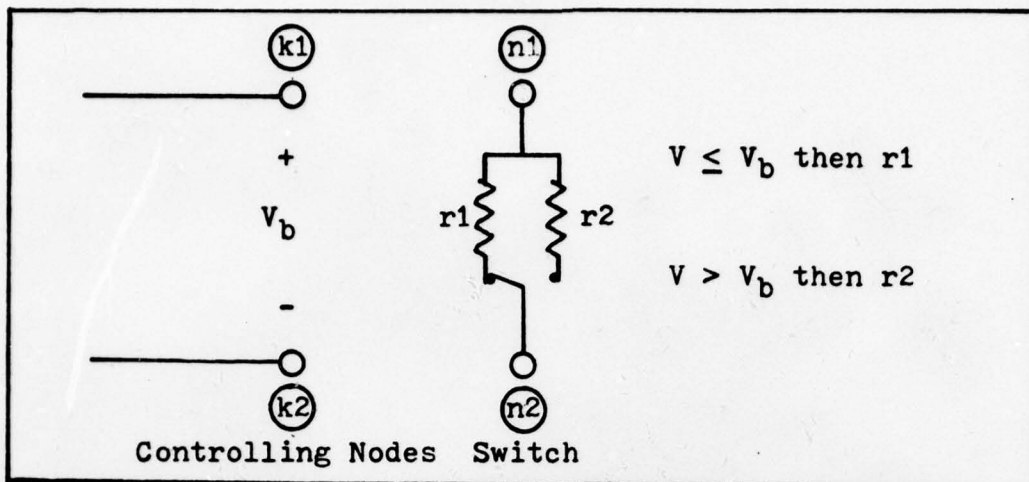 k1 n1
+
V ≤ V_b then r1
V_b r1 r2
V > V_b then r2
-
k2 n2
Controlling Nodes Switch